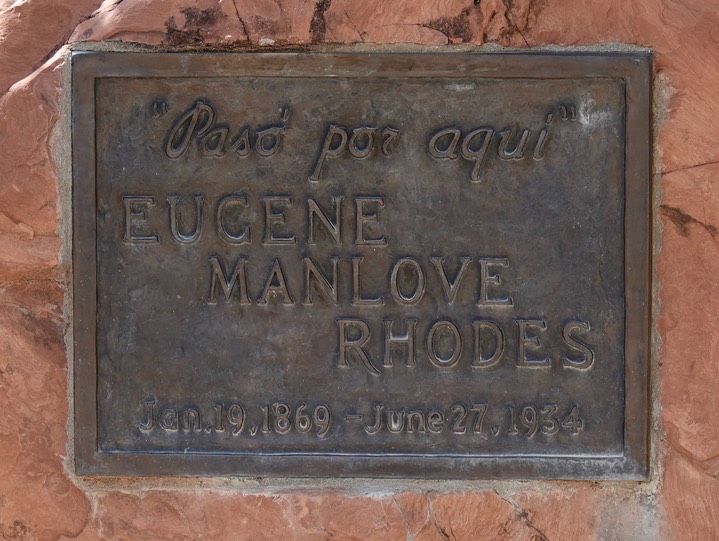 "Pasó por aquí"
EUGENE
MANLOVE
RHODES
Jan. 19, 1869 - June 27, 1934